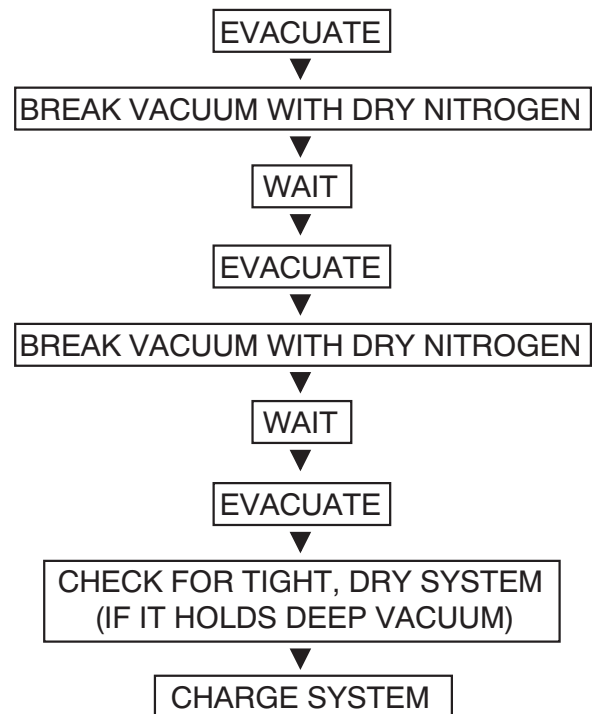 EVACUATE
BREAK VACUUM WITH DRY NITROGEN
WAIT
EVACUATE
BREAK VACUUM WITH DRY NITROGEN
WAIT
EVACUATE
CHECK FOR TIGHT, DRY SYSTEM
(IF IT HOLDS DEEP VACUUM)
CHARGE SYSTEM